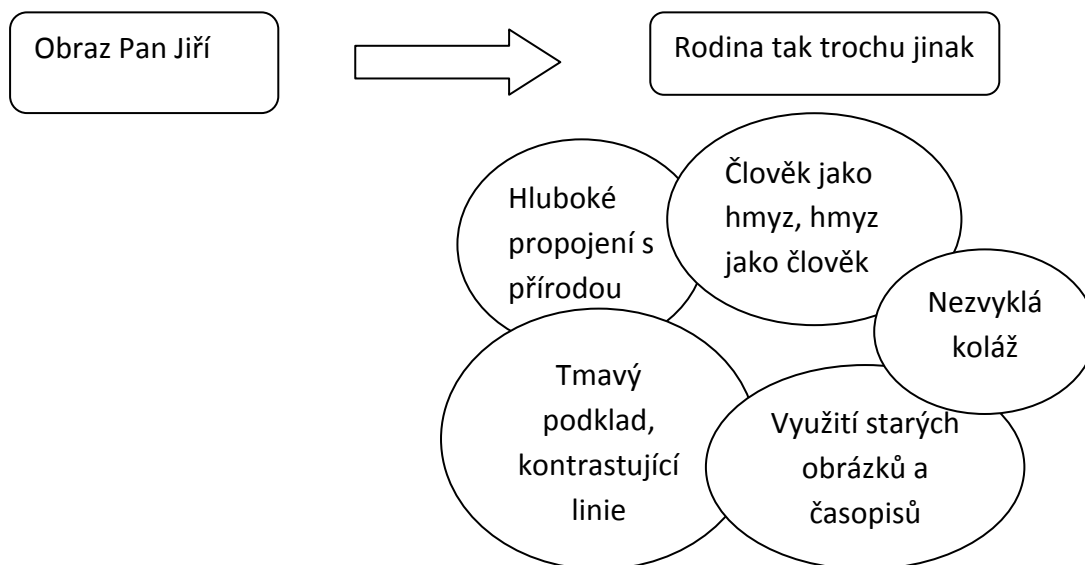 Obraz Pan Jiří
Rodina tak trochu jinak
Hluboké
propojení s
přírodou
Člověk jako
hmyz, hmyz
jako člověk
Nezvyklá
koláž
Tmavý
podklad,
kontrastující
linie
Využití starých
obrázků a
časopisů